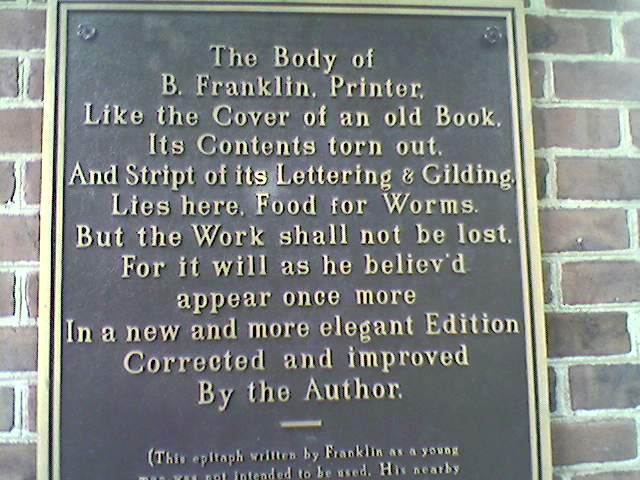 The Body of
B. Franklin, Printer,
Like the Cover of an old Book,
Its Contents torn out,
And Stript of its Lettering & Gilding,
Lies here, Food for Worms.
But the Work shall not be lost,
For it will as he believ'd
appear once more
In a new and more elegant Edition
Corrected and improved
By the Author.
(This epitaph written by Franklin as a young
man was not intended to be used. His nearby